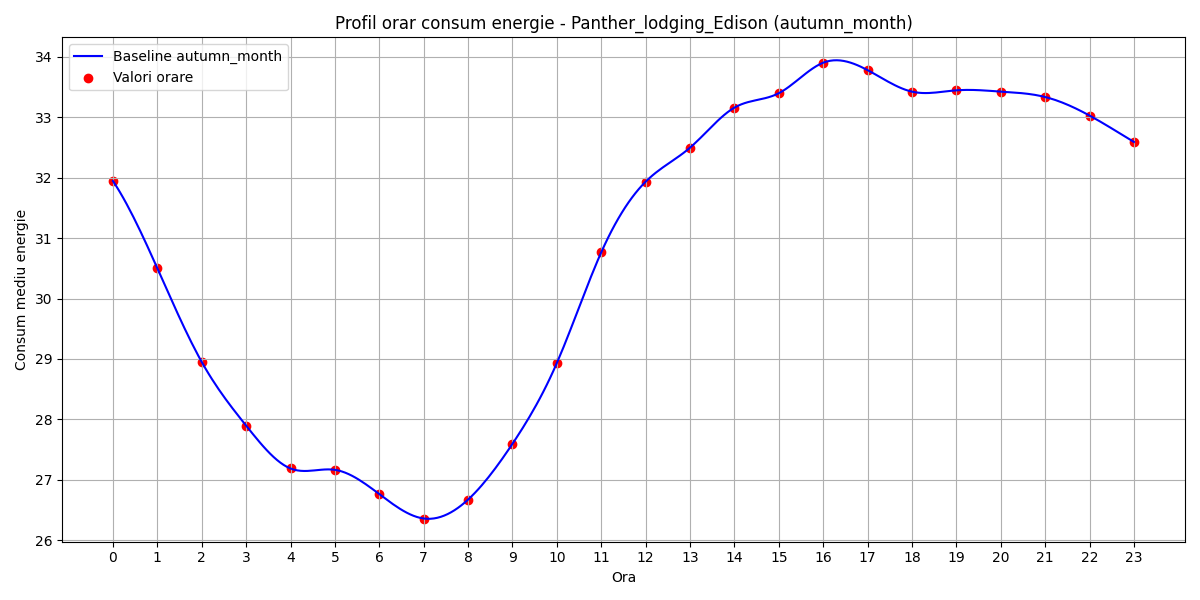 Profil orar consum energie - Panther_lodging_Edison (autumn_month)
Baseline autumn_month
Valori orare
Consum mediu energie
34
33
32
31
30
29
28
27
26
0 1 2 3 4 5 6 7 8 9 10 11 12 13 14 15 16 17 18 19 20 21 22 23
Ora